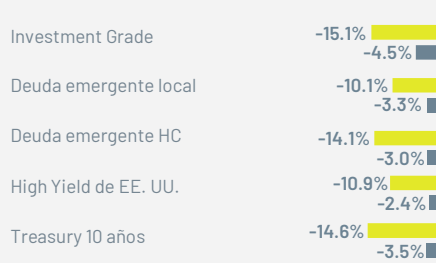 Investment Grade -15.1%
-4.5%
Deuda emergente local -10.1%
-3.3%
Deuda emergente HC -14.1%
-3.0%
High Yield de EE. UU. -10.9%
-2.4%
Treasury 10 años -14.6%
-3.5%